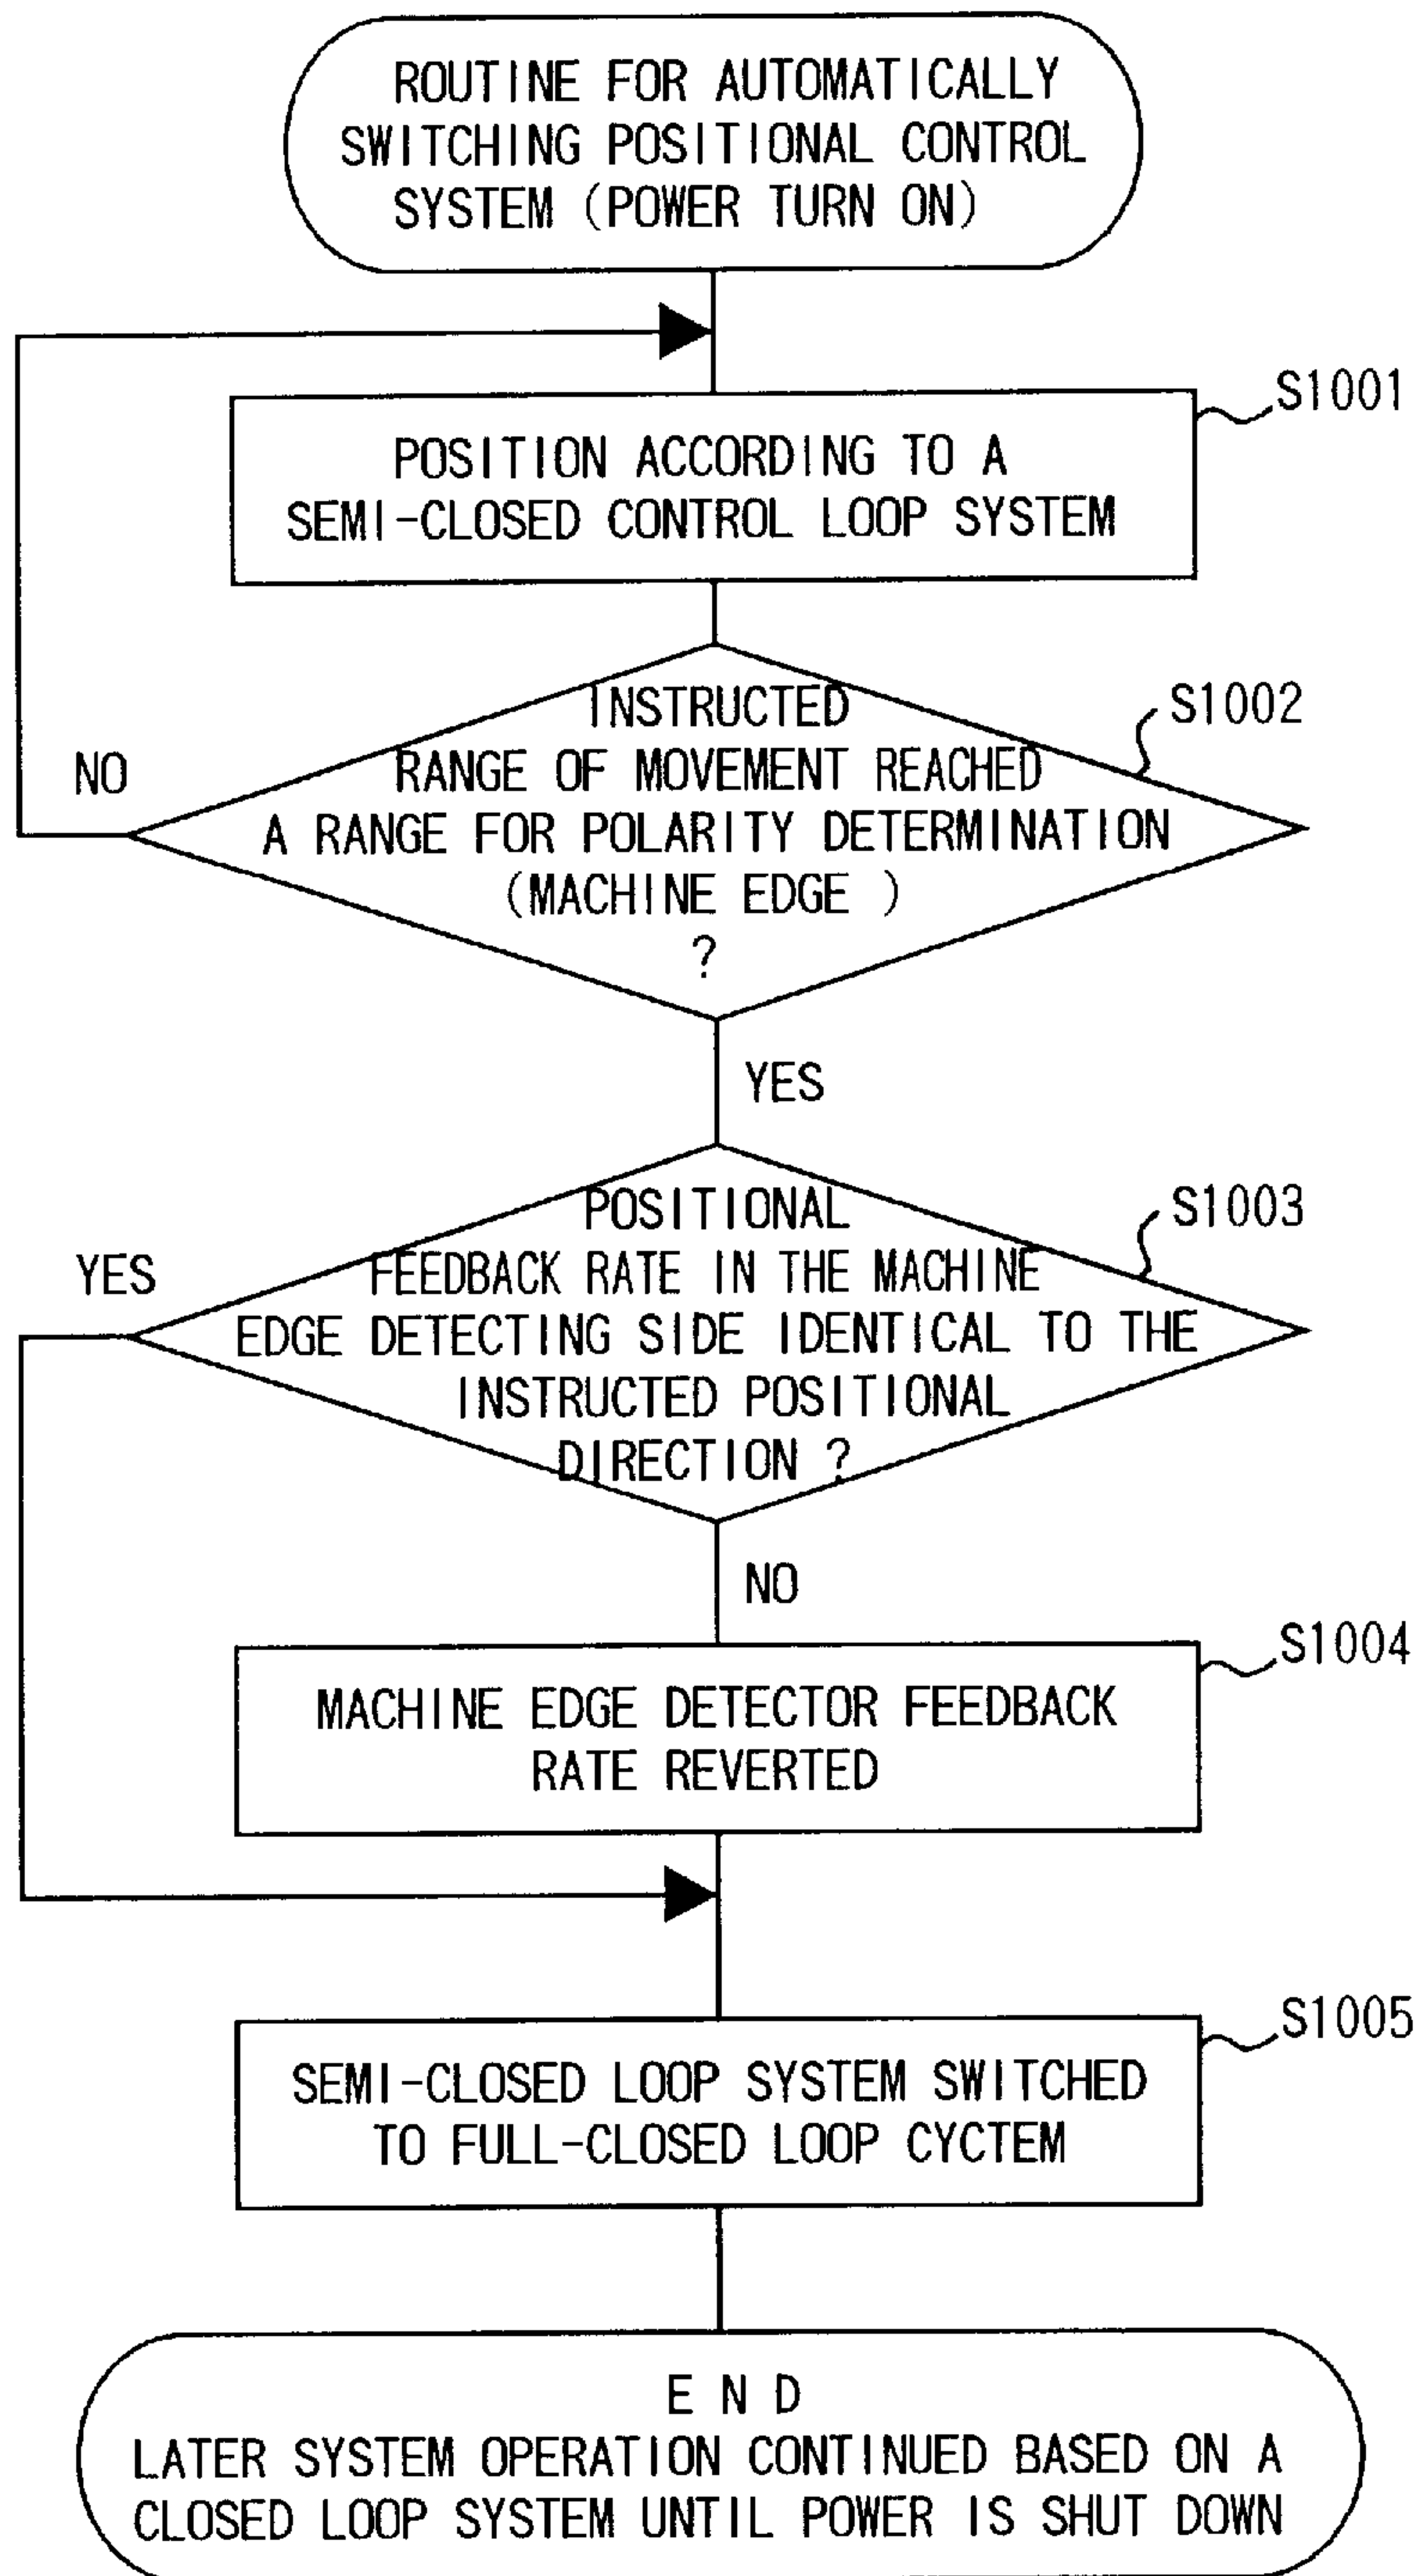 ROUTINE FOR AUTOMATICALLY
SWITCHING POSITIONAL CONTROL
SYSTEM (POWER TURN ON)
S1001
POSITION ACCORDING TO A
SEMI-CLOSED CONTROL LOOP SYSTEM
S1002
INSTRUCTED
RANGE OF MOVEMENT REACHED
A RANGE FOR POLARITY DETERMINATION
(MACHINE EDGE )
?
NO
YES
S1003
POSITIONAL
FEEDBACK RATE IN THE MACHINE
EDGE DETECTING SIDE IDENTICAL TO THE
INSTRUCTED POSITIONAL
DIRECTION ?
YES
NO
S1004
MACHINE EDGE DETECTOR FEEDBACK
RATE REVERTED
S1005
SEMI-CLOSED LOOP SYSTEM SWITCHED
TO FULL-CLOSED LOOP CYCTEM
E N D
LATER SYSTEM OPERATION CONTINUED BASED ON A
CLOSED LOOP SYSTEM UNTIL POWER IS SHUT DOWN